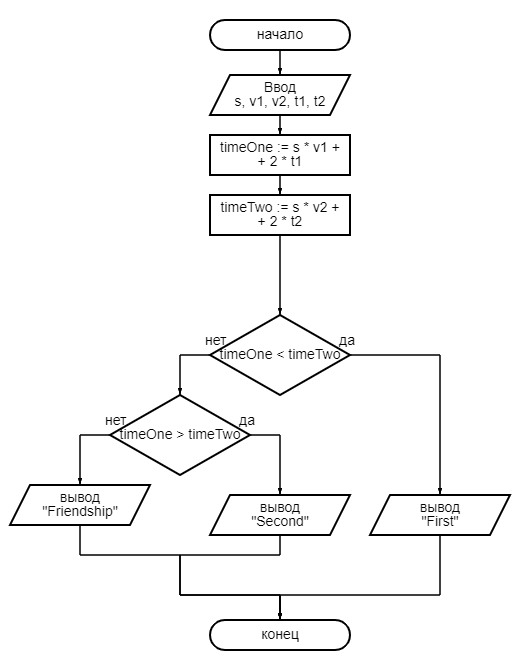 начало
Ввод
s, v1, v2, t1, t2
timeOne := s * v1 +
+ 2 * t1
timeTwo := s * v2 +
+ 2 * t2
нет
да
timeOne < timeTwo
нет
да
timeOne > timeTwo
вывод
"Friendship"
вывод
"Second"
вывод
"First"
конец